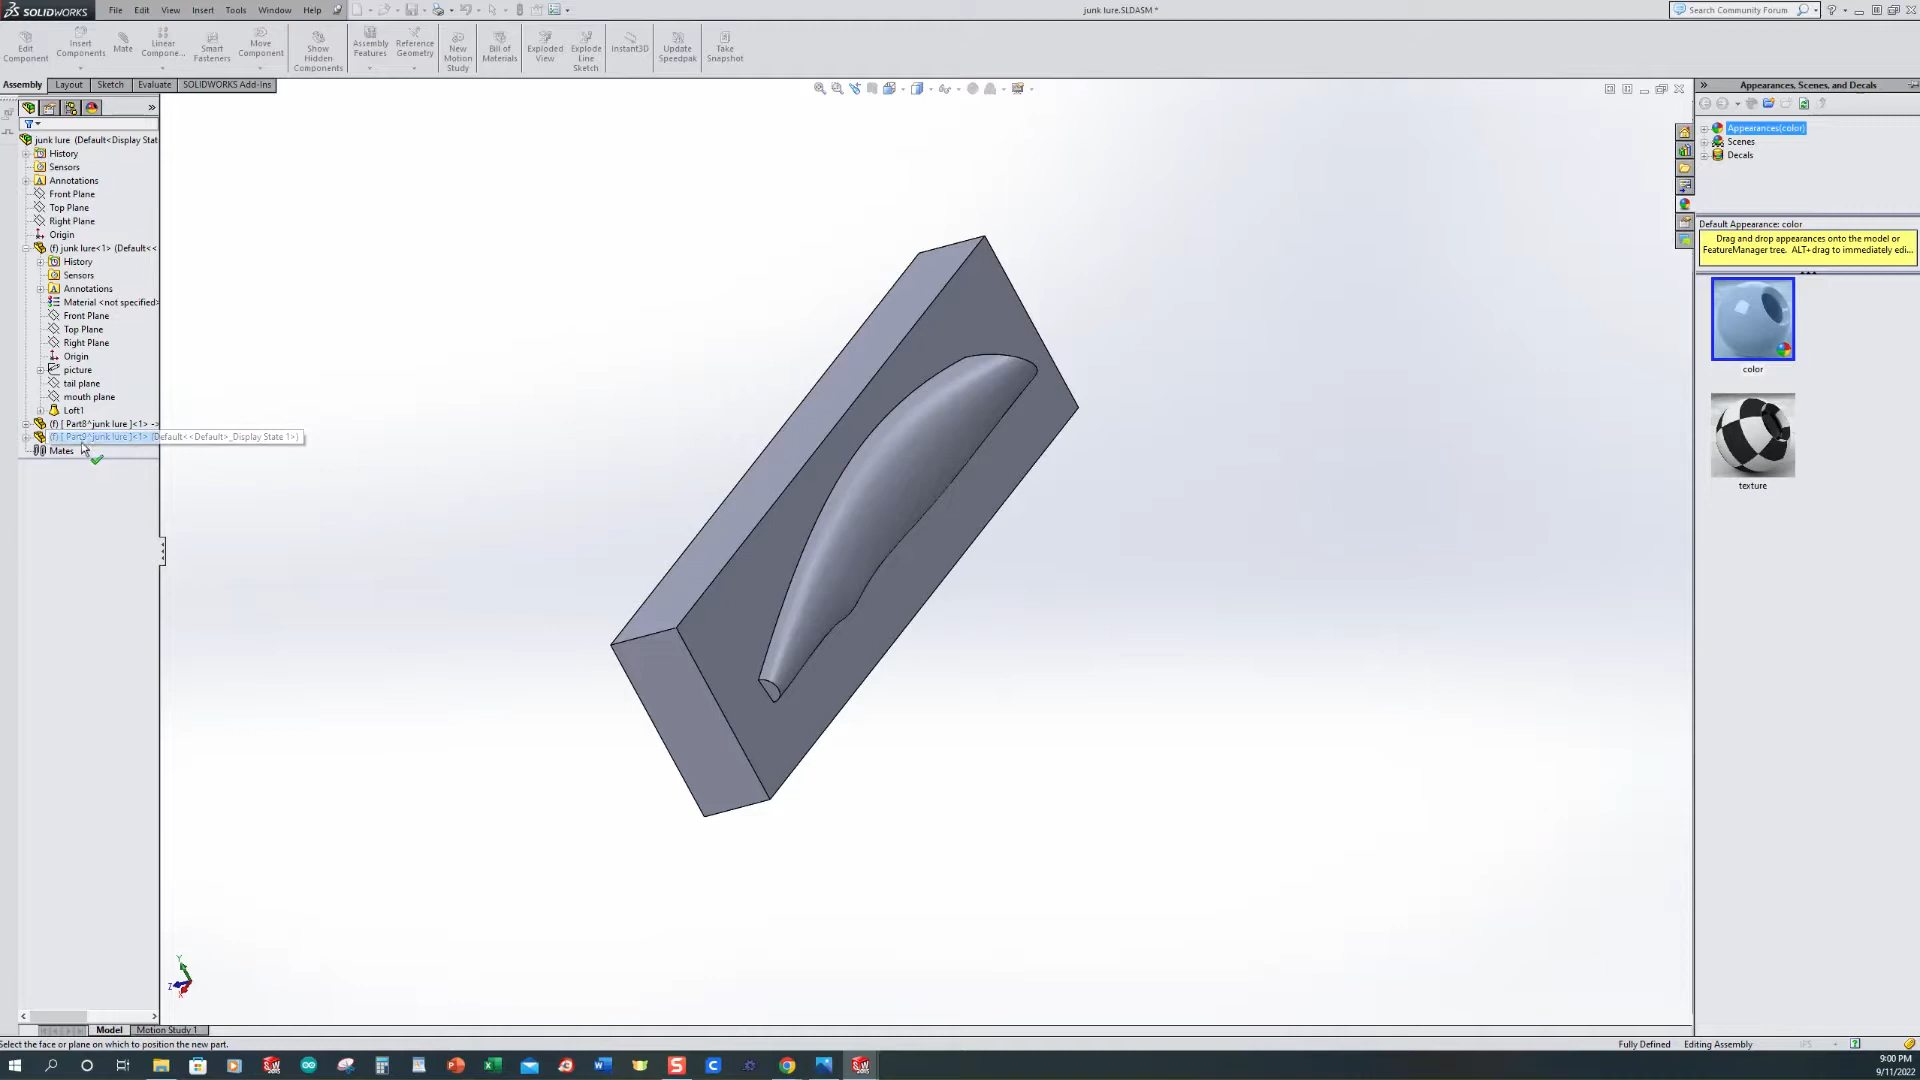 SOLIDWORKS File Edit View Insert Tools Window Help junk lure.SLDASM * Search Community Forum
Edit Component
Insert Components
Mate
Linear Compone...
Smart Fasteners
Move Component
Show Hidden Components
Assembly Features
Reference Geometry
New Motion Study
Bill of Materials
Exploded View
Explode Line Sketch
Instant3D
Update Speedpak
Take Snapshot
Assembly Layout Sketch Evaluate SOLIDWORKS Add-Ins
junk lure (Default<Display Stat
History
Sensors
Annotations
Front Plane
Top Plane
Right Plane
Origin
(f) junk lure<1> (Default<<
History
Sensors
Annotations
Material <not specified>
Front Plane
Top Plane
Right Plane
Origin
picture
tail plane
mouth plane
Loft1
(f) [ Part8^junk lure ]<1> ->
(f) [ Part9^junk lure ]<1> (Default<<Default>_Display State 1>)
Mates
Appearances, Scenes, and Decals
Appearances(color)
Scenes
Decals
Default Appearance: color
Drag and drop appearances onto the model or
FeatureManager tree. ALT+drag to immediately edi...
color
texture
Y
Z
X
Model Motion Study 1
Select the face or plane on which to position the new part.
Fully Defined Editing Assembly IPS
9:00 PM
9/11/2022